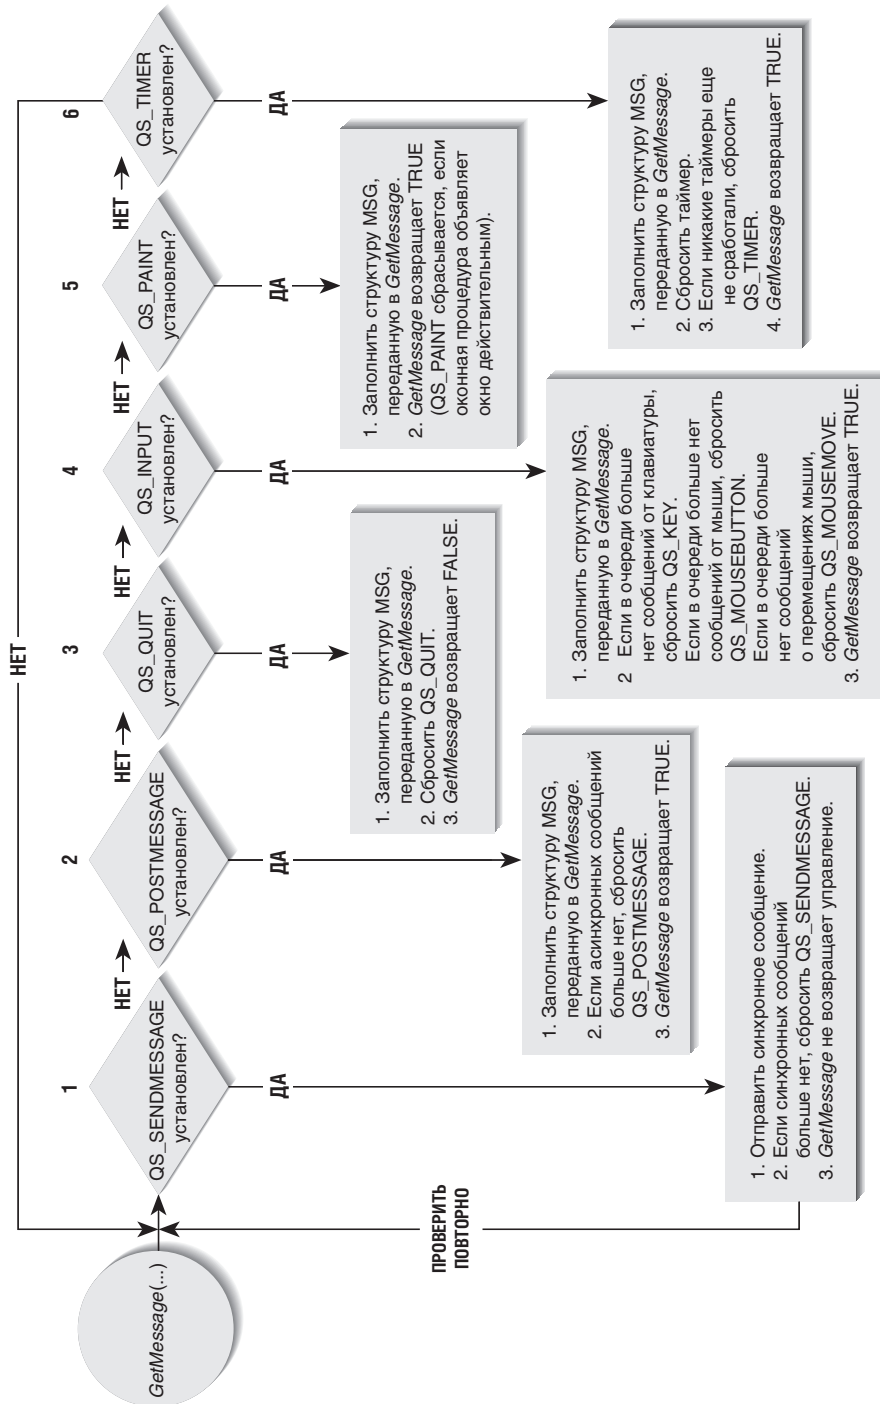 НЕТ
GetMessage(...)
1
QS_SENDMESSAGE
установлен?
НЕТ
2
QS_POSTMESSAGE
установлен?
НЕТ
3
QS_QUIT
установлен?
НЕТ
4
QS_INPUT
установлен?
НЕТ
5
QS_PAINT
установлен?
НЕТ
6
QS_TIMER
установлен?
ДА
ДА
ДА
ДА
ДА
ДА
ПРОВЕРИТЬ
ПОВТОРНО
1. Отправить синхронное сообщение.
2. Если синхронных сообщений
больше нет, сбросить QS_SENDMESSAGE.
3. GetMessage не возвращает управление.
1. Заполнить структуру MSG,
переданную в GetMessage.
2. Если асинхронных сообщений
больше нет, сбросить
QS_POSTMESSAGE.
3. GetMessage возвращает TRUE.
1. Заполнить структуру MSG,
переданную в GetMessage.
2. Сбросить QS_QUIT.
3. GetMessage возвращает FALSE.
1. Заполнить структуру MSG,
переданную в GetMessage.
2 Если в очереди больше
нет сообщений от клавиатуры,
сбросить QS_KEY.
Если в очереди больше нет
сообщений от мыши, сбросить
QS_MOUSEBUTTON.
Если в очереди больше
нет сообщений
о перемещениях мыши,
сбросить QS_MOUSEMOVE.
3. GetMessage возвращает TRUE.
1. Заполнить структуру MSG,
переданную в GetMessage.
2. GetMessage возвращает TRUE
(QS_PAINT сбрасывается, если
оконная процедура объявляет
окно действительным).
1. Заполнить структуру MSG,
переданную в GetMessage.
2. Сбросить таймер.
3. Если никакие таймеры еще
не сработали, сбросить
QS_TIMER.
4. GetMessage возвращает TRUE.